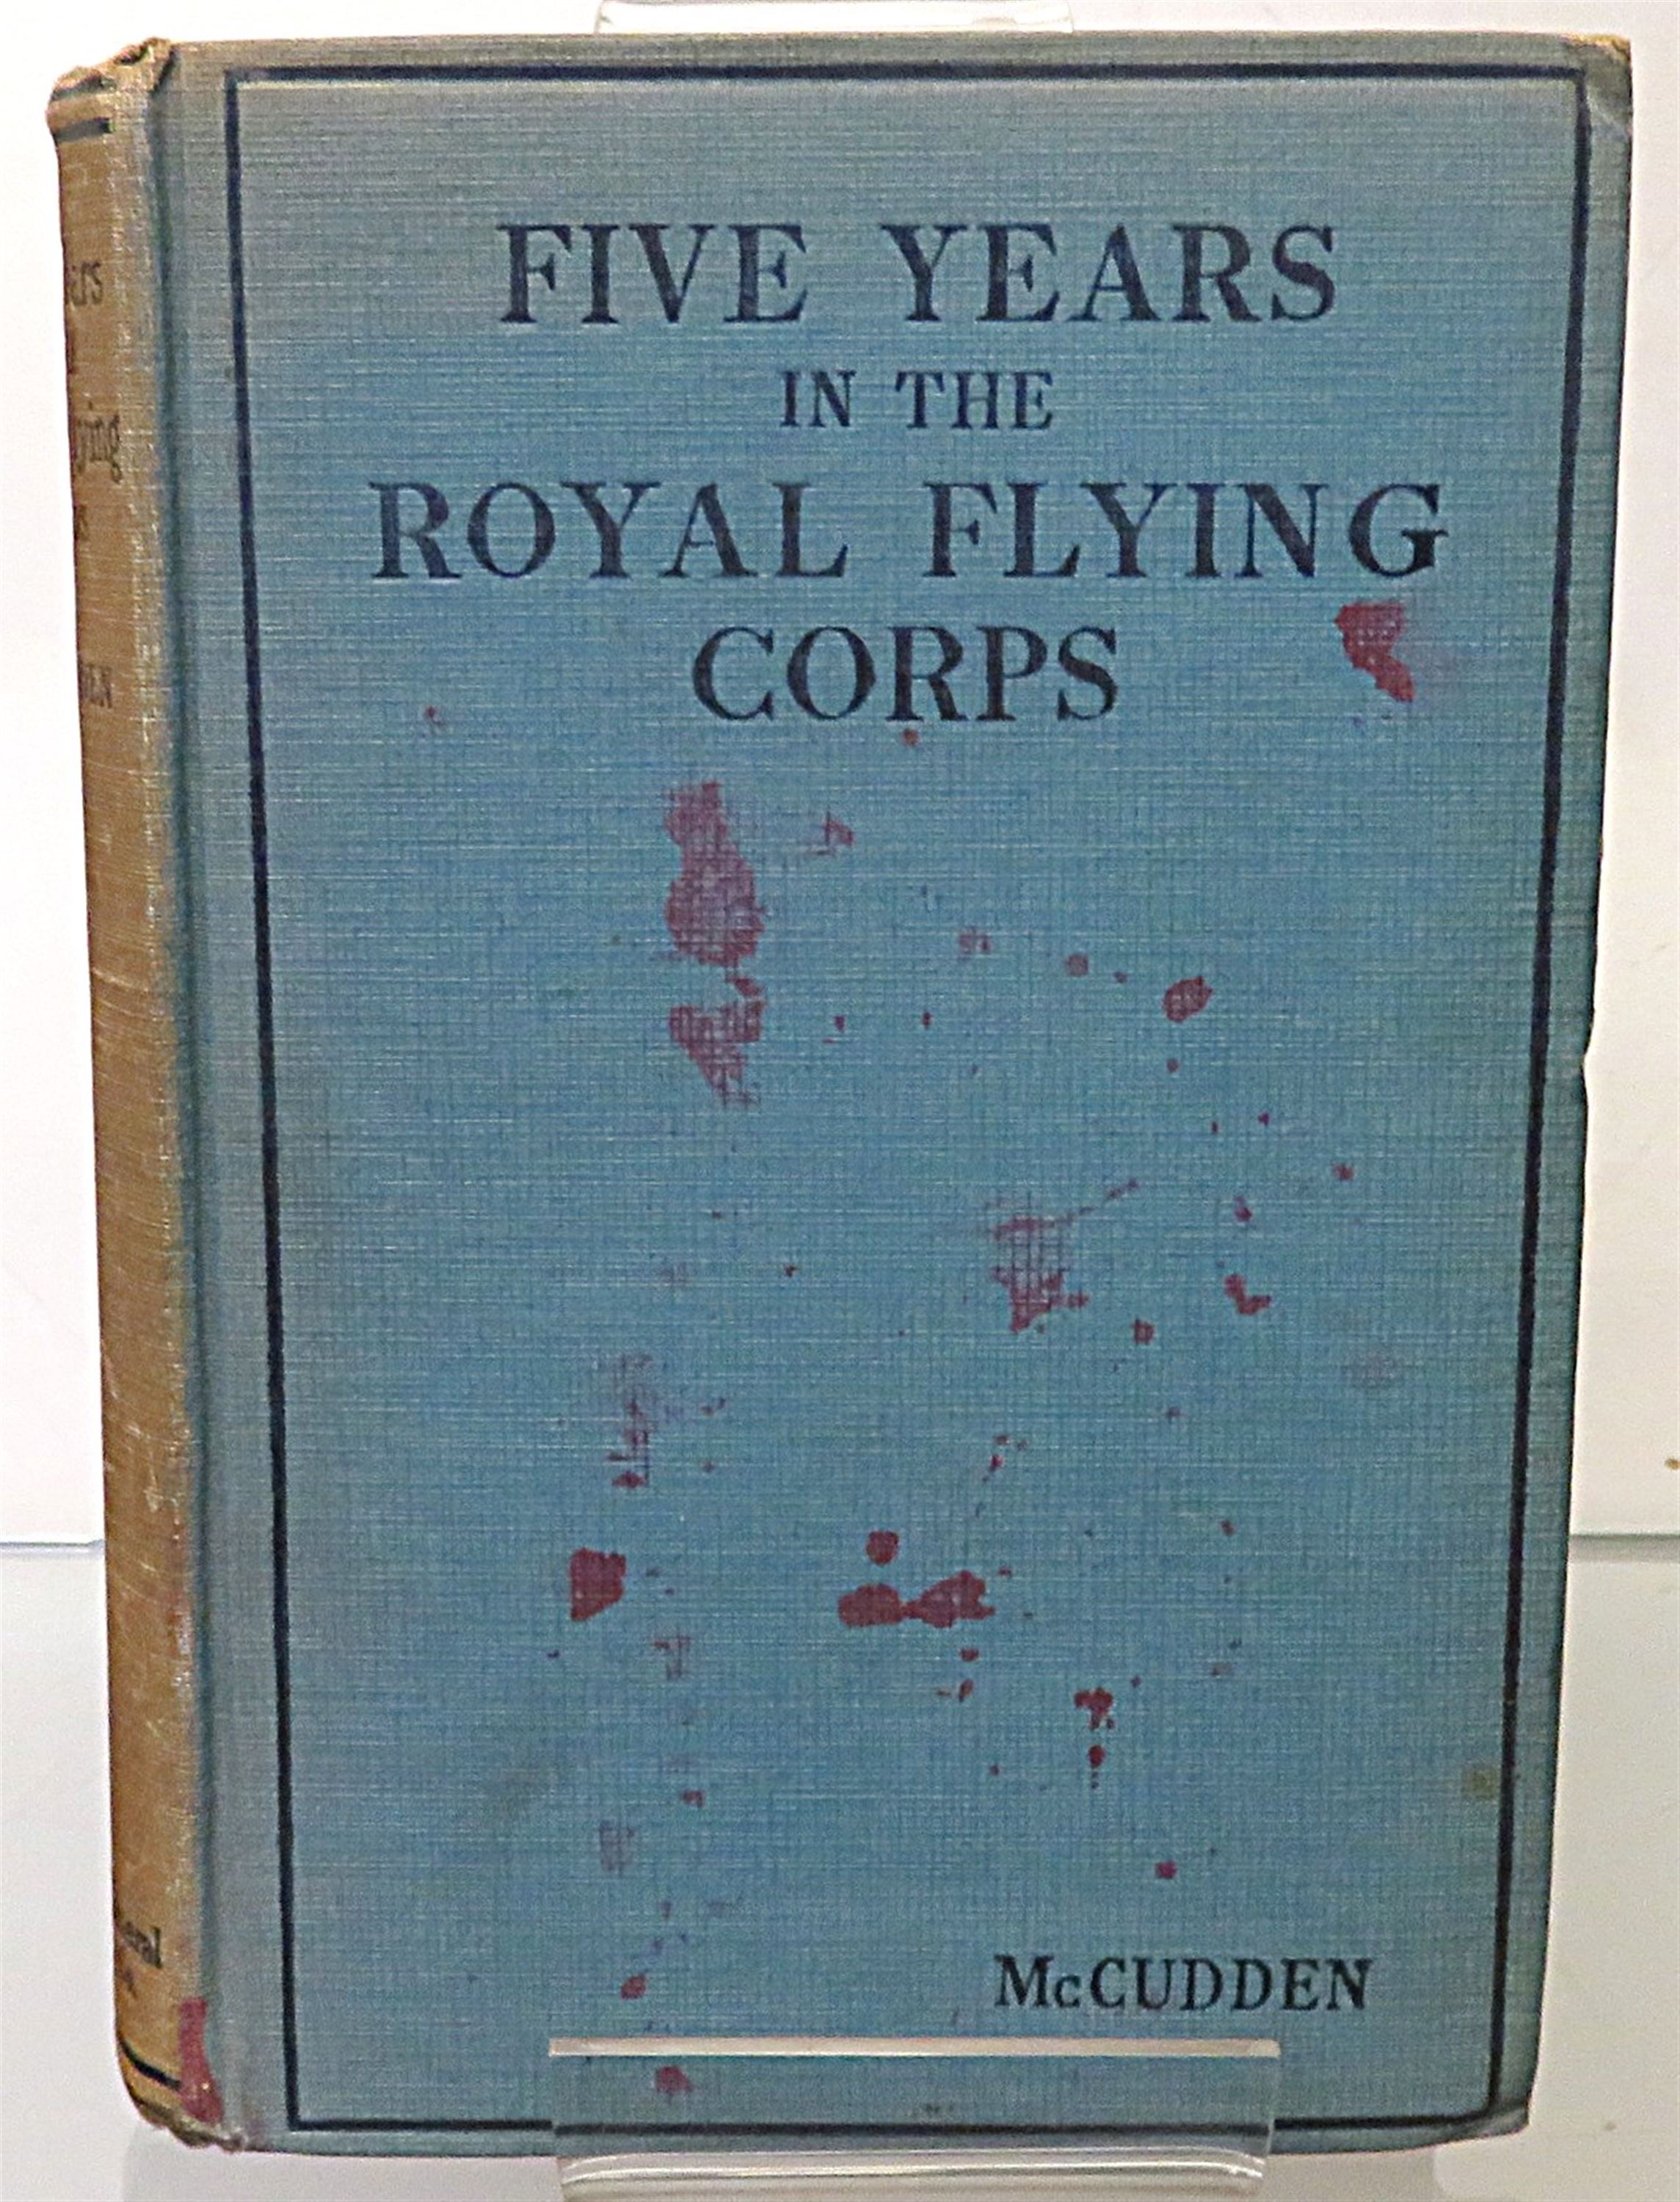 FIVE YEARS
IN THE
ROYAL FLYING
CORPS
McCUDDEN